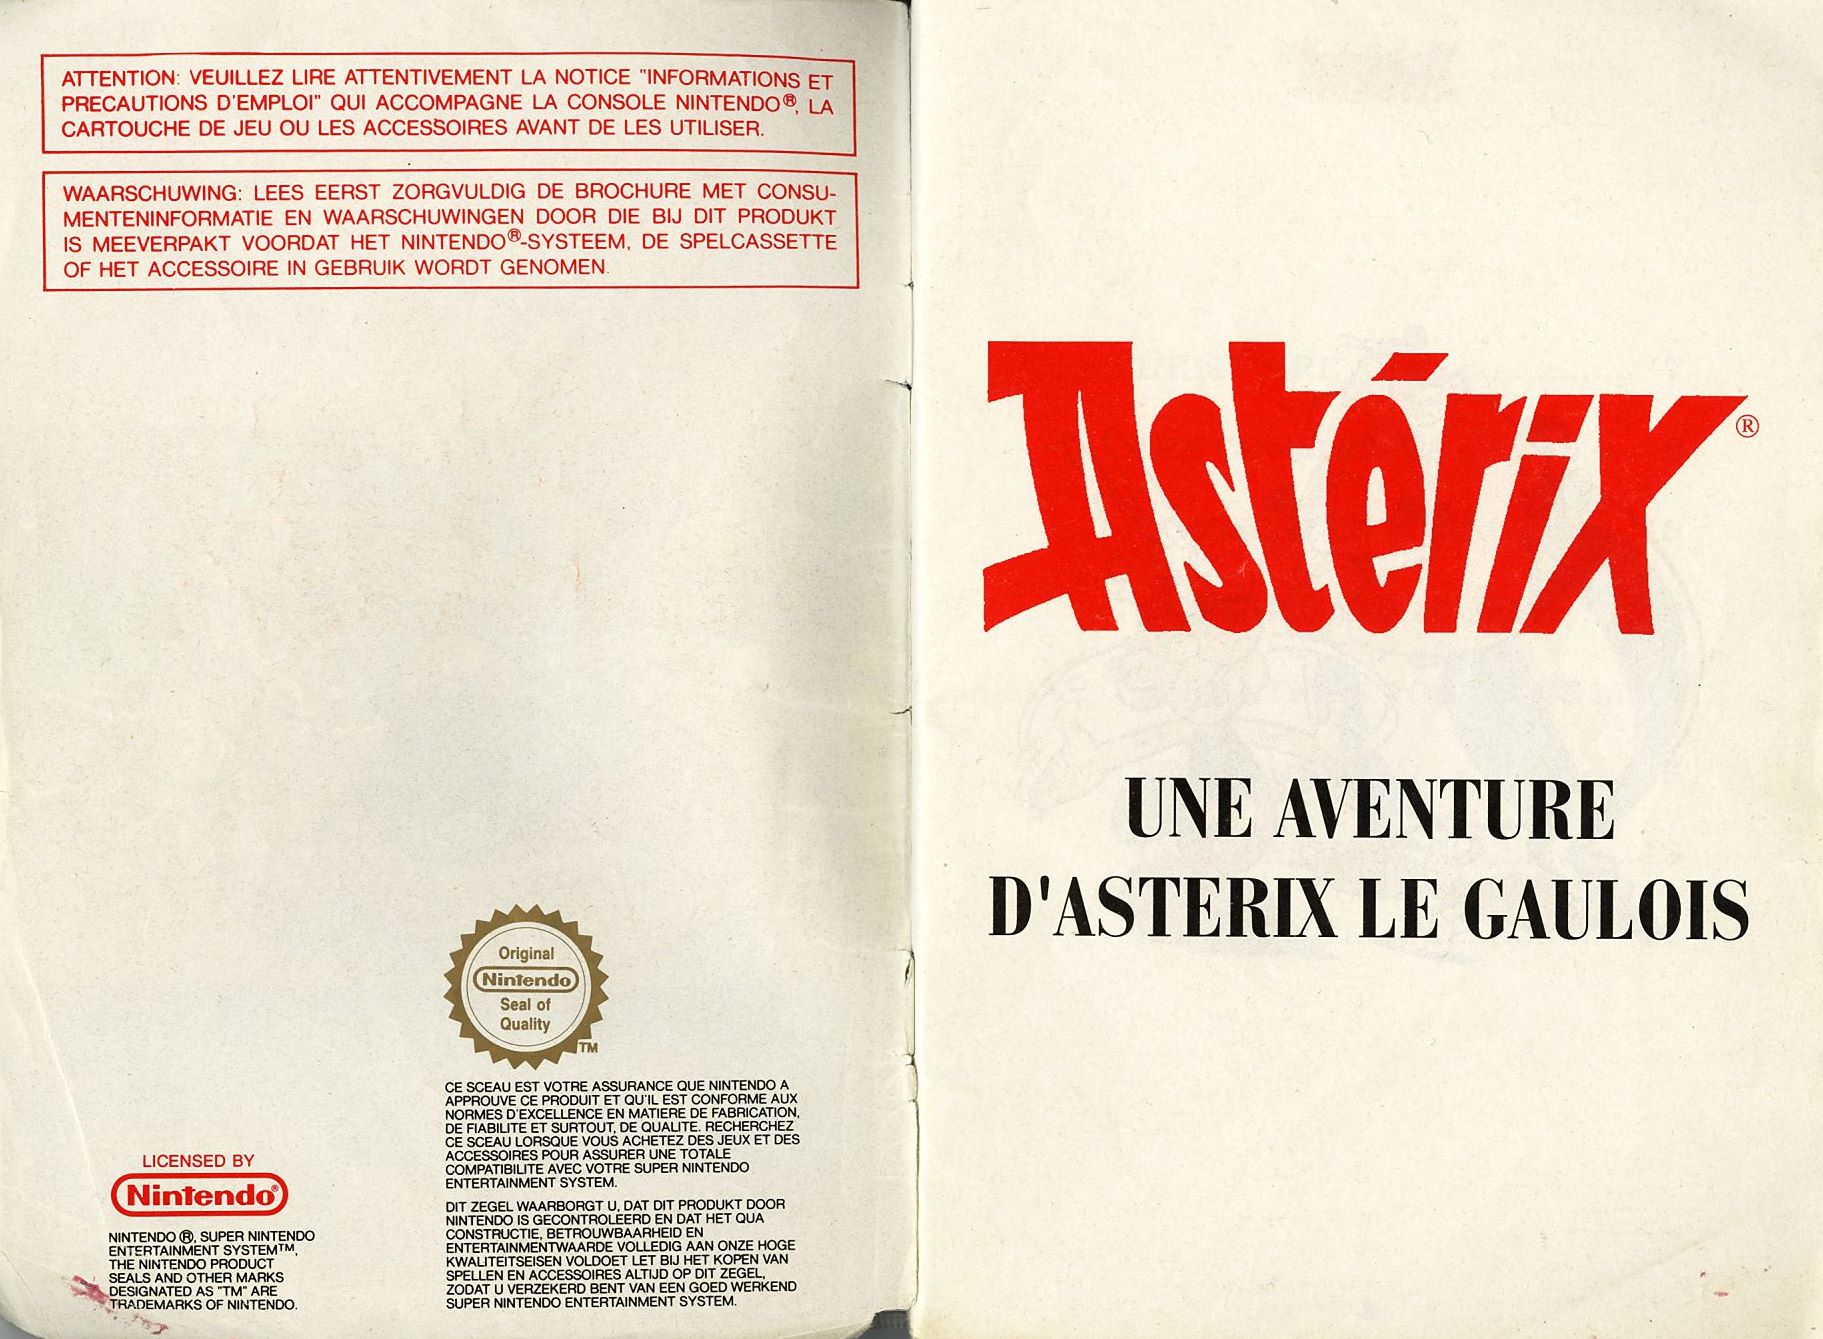 ATTENTION: VEUILLEZ LIRE ATTENTIVEMENT LA NOTICE "INFORMATIONS ET
PRECAUTIONS D'EMPLOI" QUI ACCOMPAGNE LA CONSOLE NINTENDO®, LA
CARTOUCHE DE JEU OU LES ACCESSOIRES AVANT DE LES UTILISER.
WAARSCHUWING: LEES EERST ZORGVULDIG DE BROCHURE MET CONSU-
MENTENINFORMATIE EN WAARSCHUWINGEN DOOR DIE BIJ DIT PRODUKT
IS MEEVERPAKT VOORDAT HET NINTENDO®-SYSTEEM, DE SPELCASSETTE
OF HET ACCESSOIRE IN GEBRUIK WORDT GENOMEN.
Original
Nintendo
Seal of
Quality
TM
CE SCEAU EST VOTRE ASSURANCE QUE NINTENDO A
APPROUVE CE PRODUIT ET QU'IL EST CONFORME AUX
NORMES D'EXCELLENCE EN MATIERE DE FABRICATION,
DE FIABILITE ET SURTOUT, DE QUALITE. RECHERCHEZ
CE SCEAU LORSQUE VOUS ACHETEZ DES JEUX ET DES
ACCESSOIRES POUR ASSURER UNE TOTALE
COMPATIBILITE AVEC VOTRE SUPER NINTENDO
ENTERTAINMENT SYSTEM.
DIT ZEGEL WAARBORGT U, DAT DIT PRODUKT DOOR
NINTENDO IS GECONTROLEERD EN DAT HET QUA
CONSTRUCTIE, BETROUWBAARHEID EN
ENTERTAINMENTWAARDE VOLLEDIG AAN ONZE HOGE
KWALITEITSEISEN VOLDOET LET BIJ HET KOPEN VAN
SPELLEN EN ACCESSOIRES ALTIJD OP DIT ZEGEL,
ZODAT U VERZEKERD BENT VAN EEN GOED WERKEND
SUPER NINTENDO ENTERTAINMENT SYSTEM.
LICENSED BY
Nintendo®
NINTENDO ®, SUPER NINTENDO
ENTERTAINMENT SYSTEM™,
THE NINTENDO PRODUCT
SEALS AND OTHER MARKS
DESIGNATED AS "TM" ARE
TRADEMARKS OF NINTENDO.
Astérix®
UNE AVENTURE
D'ASTERIX LE GAULOIS